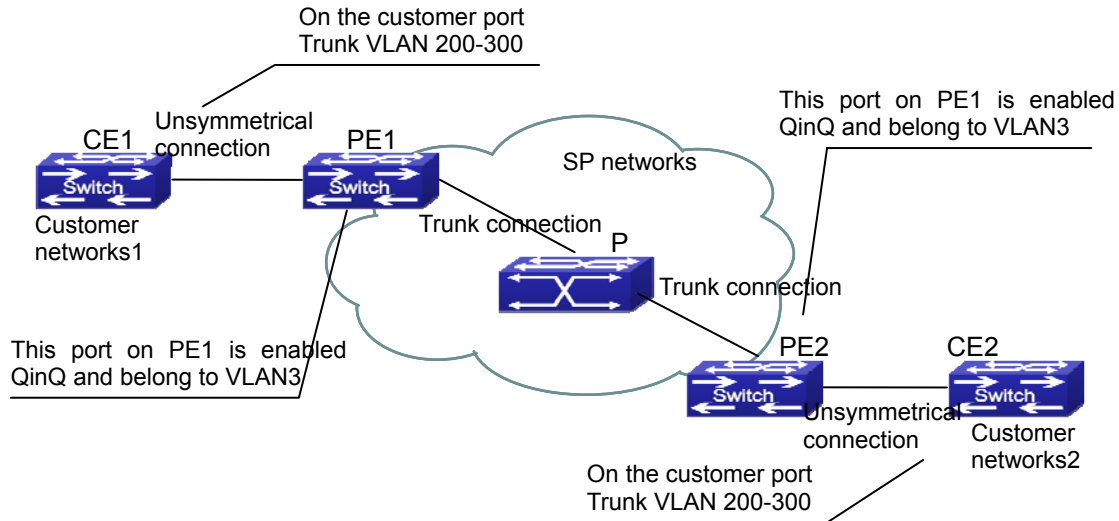 On the customer port
Trunk VLAN 200-300
This port on PE1 is enabled
QinQ and belong to VLAN3
Unsymmetrical
connection
CE1
PE1
SP networks
Switch
Switch
Customer
networks1
Trunk connection
P
Trunk connection
This port on PE1 is enabled
QinQ and belong to VLAN3
PE2
CE2
Switch
Switch
Unsymmetrical
connection
Customer
networks2
On the customer port
Trunk VLAN 200-300